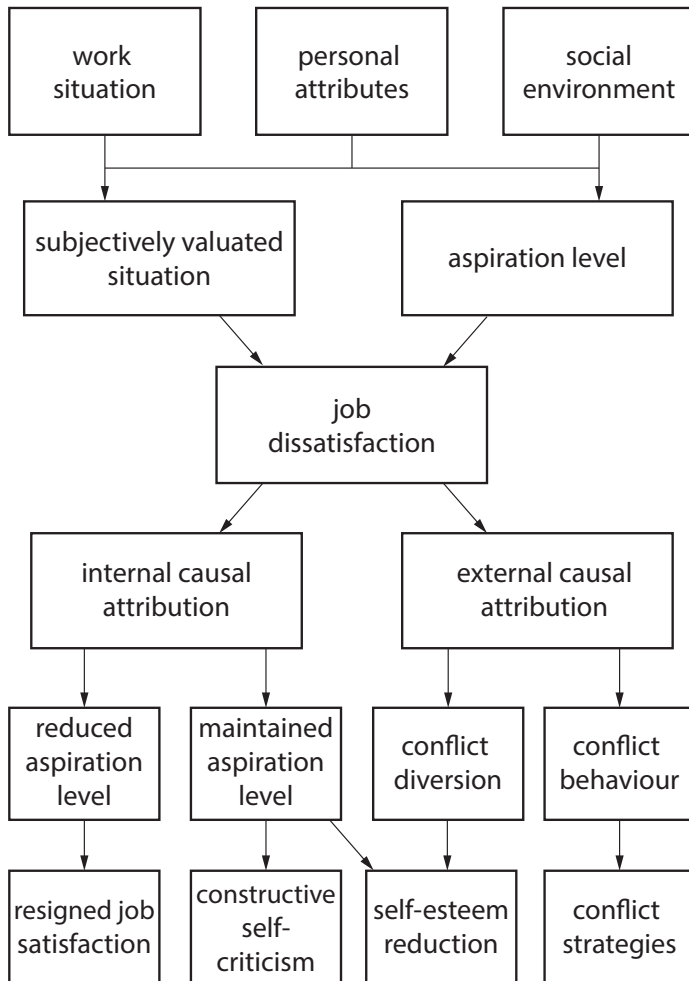 work
situation
personal
attributes
social
environment
subjectively valuated
situation
aspiration level
job
dissatisfaction
internal causal
attribution
external causal
attribution
reduced
aspiration
level
maintained
aspiration
level
conflict
diversion
conflict
behaviour
resigned job
satisfaction
constructive
self-
criticism
self-esteem
reduction
conflict
strategies